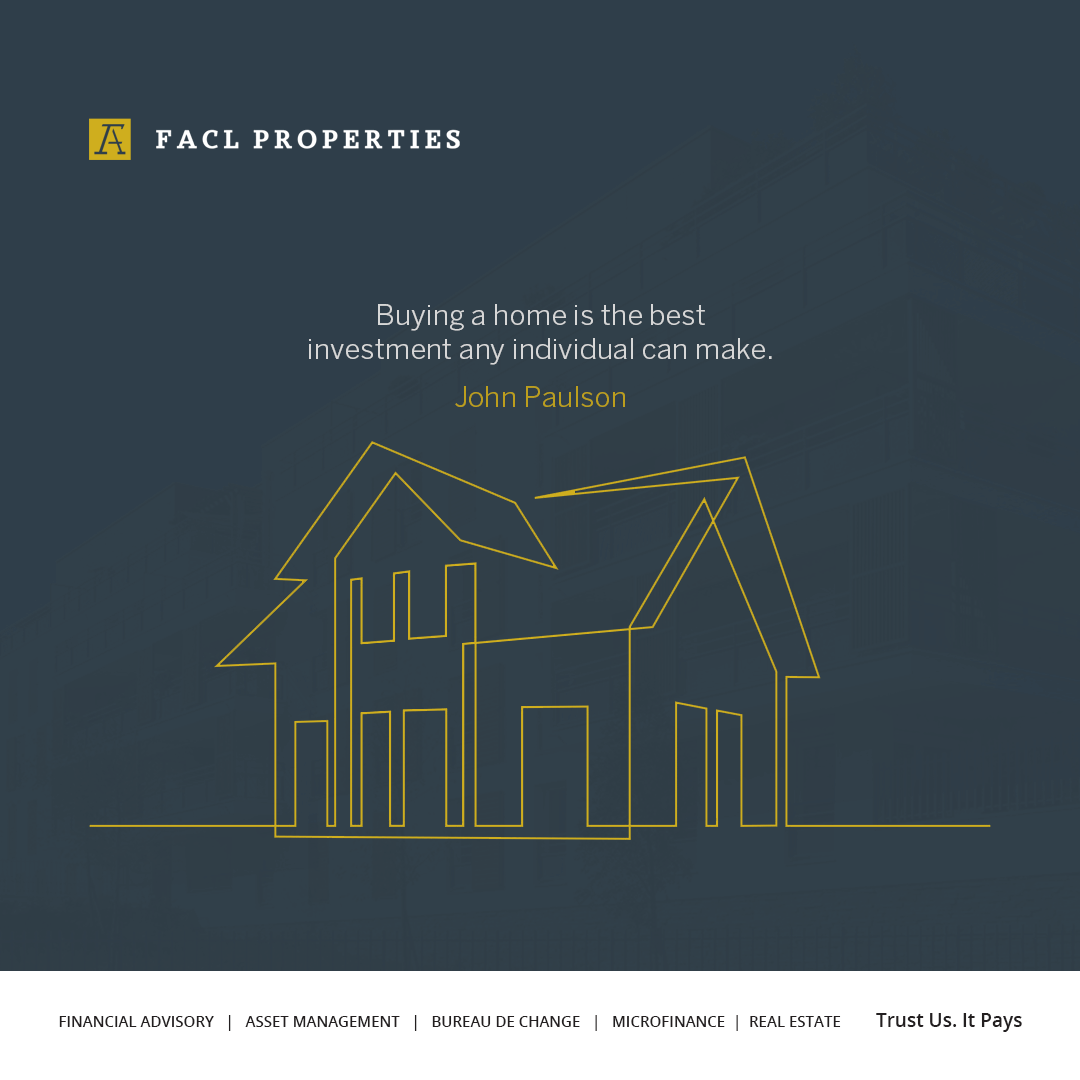 FACL PROPERTIES
Buying a home is the best
investment any individual can make.
John Paulson
FINANCIAL ADVISORY | ASSET MANAGEMENT | BUREAU DE CHANGE | MICROFINANCE | REAL ESTATE Trust Us. It Pays